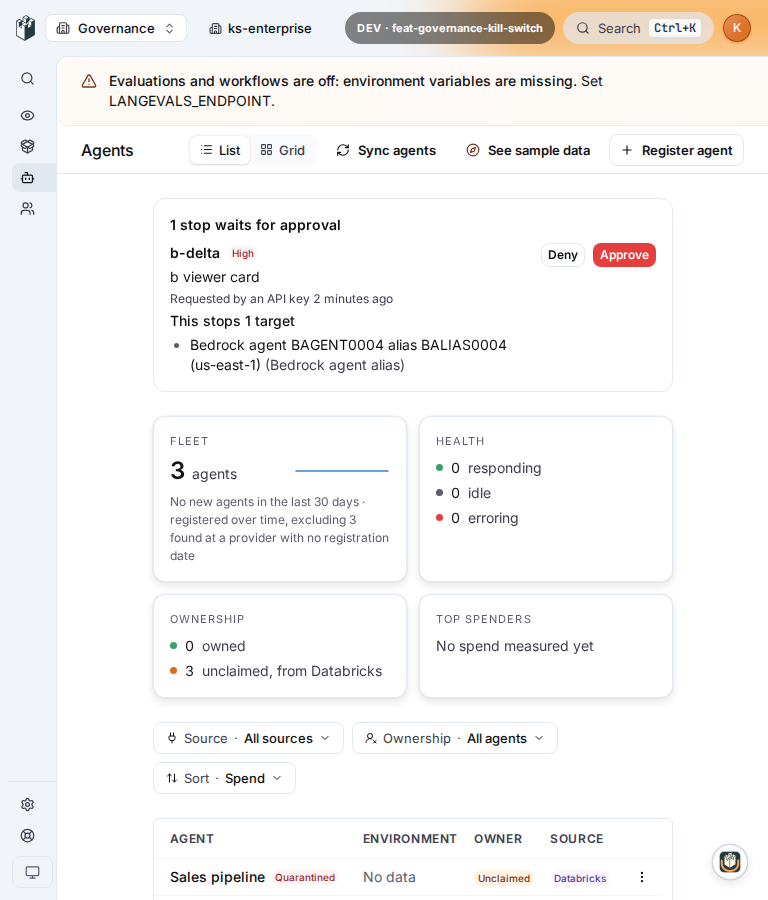 Governance
ks-enterprise
DEV · feat-governance-kill-switch
Search Ctrl+K
K
Evaluations and workflows are off: environment variables are missing. Set
LANGEVALS_ENDPOINT.
Agents
List
Grid
Sync agents
See sample data
Register agent
1 stop waits for approval
b-delta High
Deny
Approve
b viewer card
Requested by an API key 2 minutes ago
This stops 1 target
Bedrock agent BAGENT0004 alias BALIAS0004
(us-east-1) (Bedrock agent alias)
FLEET
3 agents
No new agents in the last 30 days ·
registered over time, excluding 3
found at a provider with no registration
date
HEALTH
0 responding
0 idle
0 erroring
OWNERSHIP
0 owned
3 unclaimed, from Databricks
TOP SPENDERS
No spend measured yet
Source · All sources
Ownership · All agents
Sort · Spend
AGENT ENVIRONMENT OWNER SOURCE
Sales pipeline Quarantined No data Unclaimed Databricks